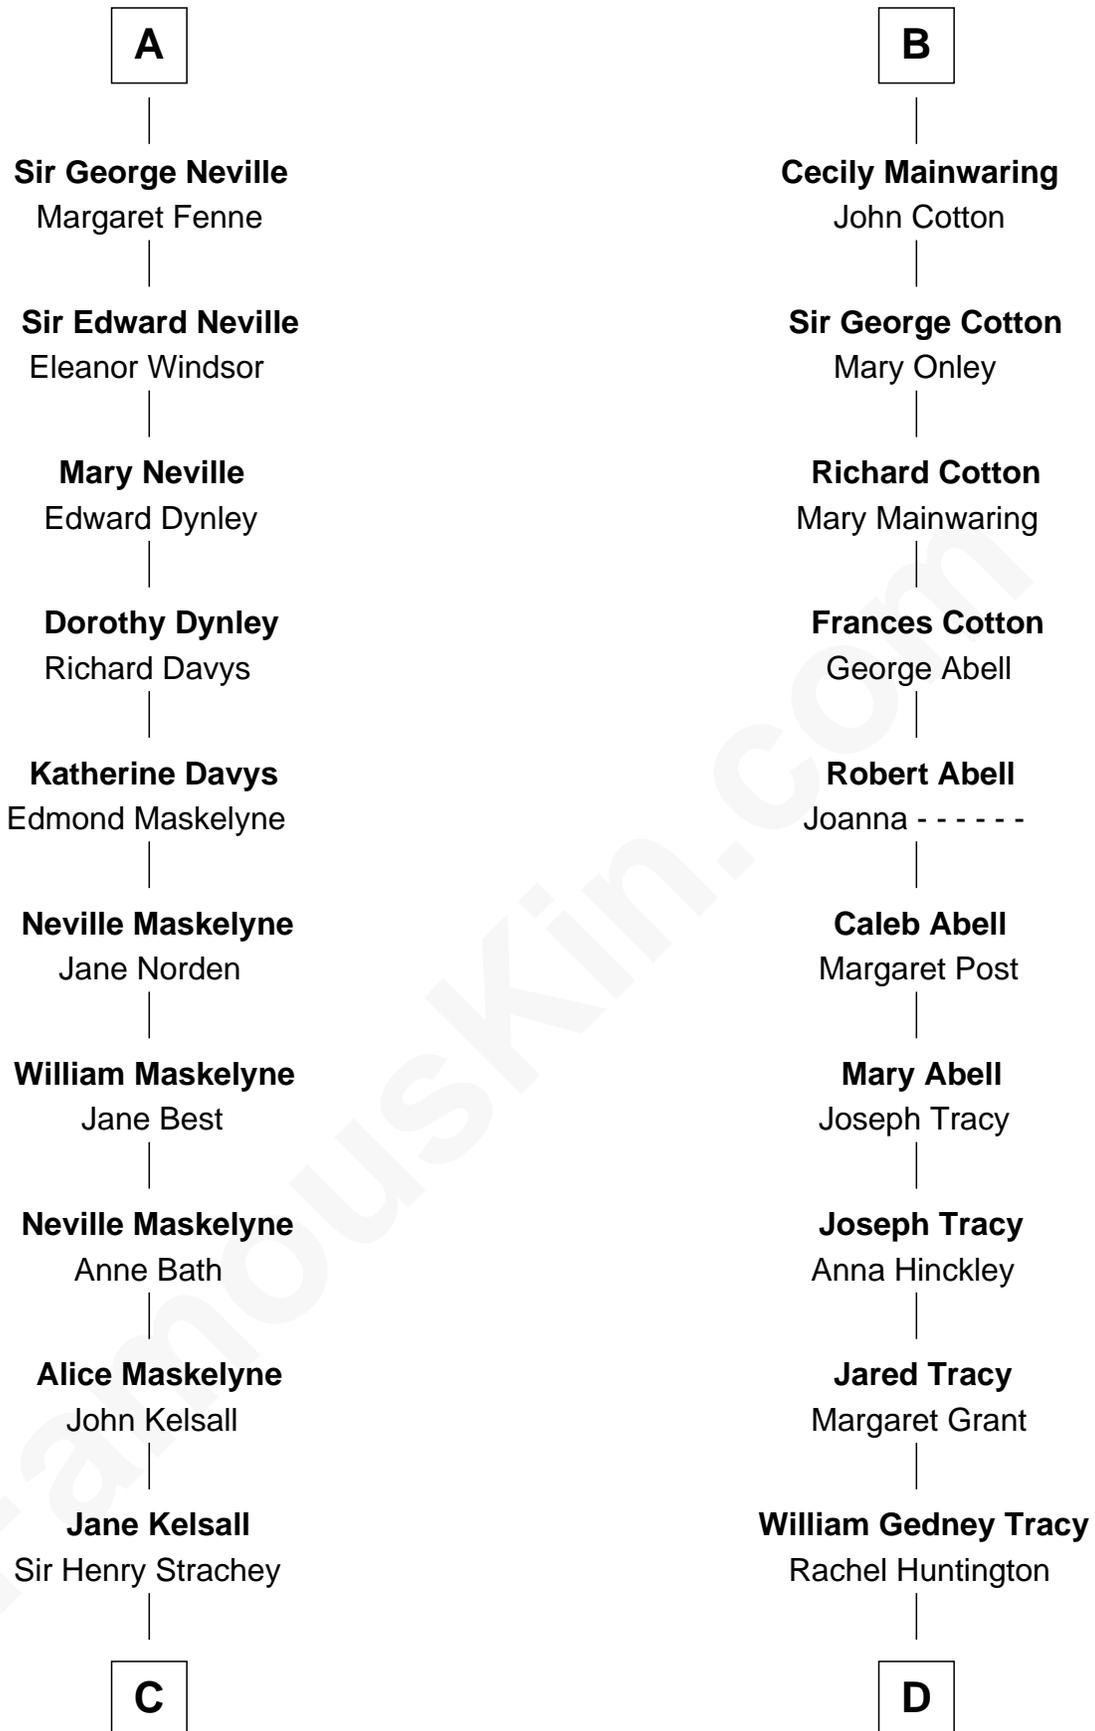 A
Sir George Neville
Margaret Fenne
Sir Edward Neville
Eleanor Windsor
Mary Neville
Edward Dynley
Dorothy Dynley
Richard Davys
Katherine Davys
Edmond Maskelyne
Neville Maskelyne
Jane Norden
William Maskelyne
Jane Best
Neville Maskelyne
Anne Bath
Alice Maskelyne
John Kelsall
Jane Kelsall
Sir Henry Strachey
C
B
Cecily Mainwaring
John Cotton
Sir George Cotton
Mary Onley
Richard Cotton
Mary Mainwaring
Frances Cotton
George Abell
Robert Abell
Joanna - - - - - -
Caleb Abell
Margaret Post
Mary Abell
Joseph Tracy
Joseph Tracy
Anna Hinckley
Jared Tracy
Margaret Grant
William Gedney Tracy
Rachel Huntington
D
FamousKin.com